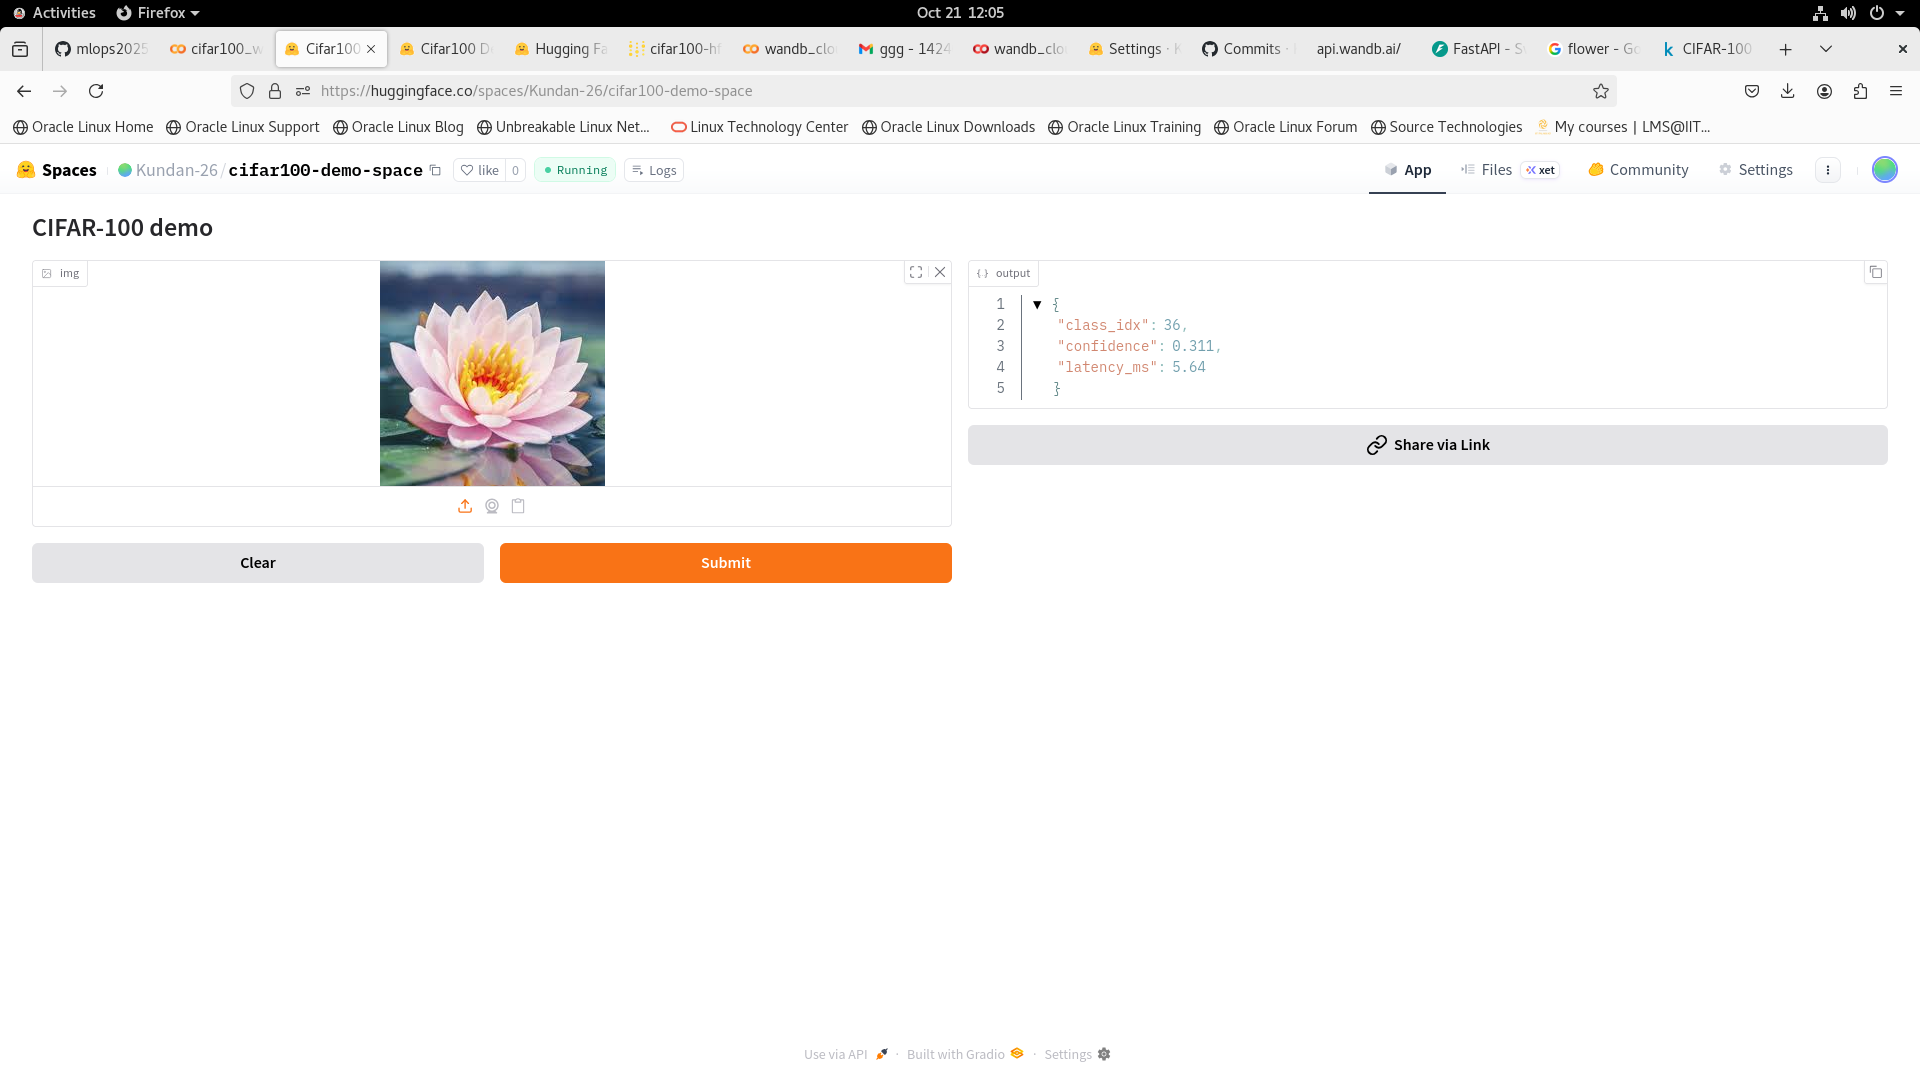 Activities Firefox Oct 21 12:05
mlops2025 cifar100_w Cifar100 Cifar100 D Hugging Fa cifar100-hf wandb_clo ggg - 1424 wandb_clo Settings · Commits · api.wandb.ai/ FastAPI - S flower - Go CIFAR-100
https://huggingface.co/spaces/Kundan-26/cifar100-demo-space
Oracle Linux Home Oracle Linux Support Oracle Linux Blog Unbreakable Linux Net... Linux Technology Center Oracle Linux Downloads Oracle Linux Training Oracle Linux Forum Source Technologies My courses | LMS@IIT...
Spaces Kundan-26/cifar100-demo-space like 0 Running Logs App Files xet Community Settings
CIFAR-100 demo
img
output
1 {
2 "class_idx": 36,
3 "confidence": 0.311,
4 "latency_ms": 5.64
5 }
Share via Link
Clear Submit
Use via API · Built with Gradio · Settings